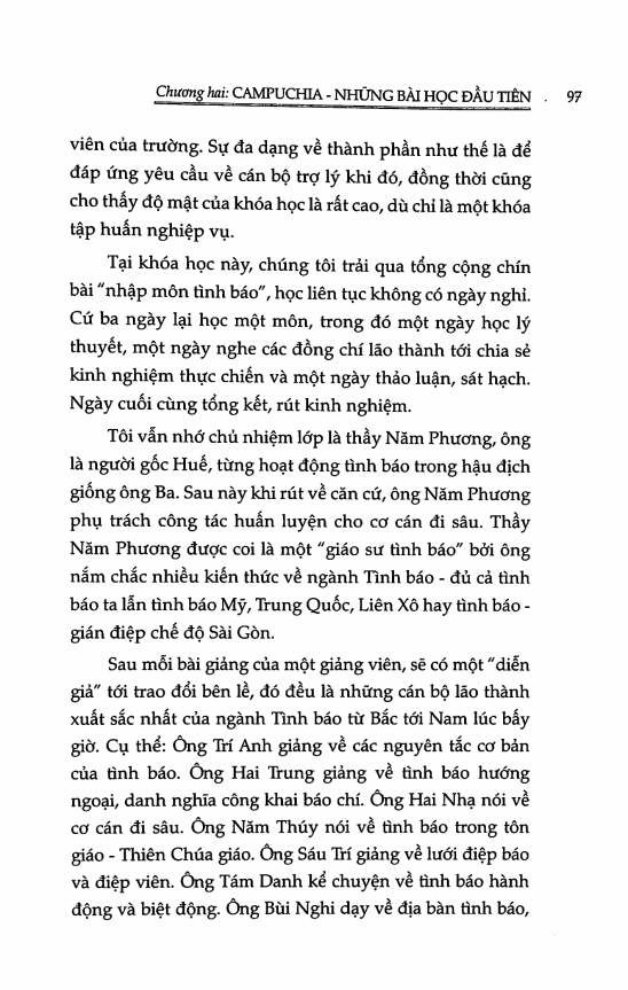 Chương hai: CAMPUCHIA - NHỮNG BÀI HỌC ĐẦU TIÊN . 97
viên của trường. Sự đa dạng về thành phần như thế là để
đáp ứng yêu cầu về cán bộ trợ lý khi đó, đồng thời cũng
cho thấy độ mật của khóa học là rất cao, dù chỉ là một khóa
tập huấn nghiệp vụ.
Tại khóa học này, chúng tôi trải qua tổng cộng chín
bài "nhập môn tình báo", học liên tục không có ngày nghỉ.
Cứ ba ngày lại học một môn, trong đó một ngày học lý
thuyết, một ngày nghe các đồng chí lão thành tới chia sẻ
kinh nghiệm thực chiến và một ngày thảo luận, sát hạch.
Ngày cuối cùng tổng kết, rút kinh nghiệm.
Tôi vẫn nhớ chủ nhiệm lớp là thầy Năm Phương, ông
là người gốc Huế, từng hoạt động tình báo trong hậu địch
giống ông Ba. Sau này khi rút về căn cứ, ông Năm Phương
phụ trách công tác huấn luyện cho cơ cán đi sâu. Thầy
Năm Phương được coi là một "giáo sư tình báo" bởi ông
nắm chắc nhiều kiến thức về ngành Tình báo - đủ cả tình
báo ta lẫn tình báo Mỹ, Trung Quốc, Liên Xô hay tình báo -
gián điệp chế độ Sài Gòn.
Sau mỗi bài giảng của một giảng viên, sẽ có một "diễn
giả" tới trao đổi bên lề, đó đều là những cán bộ lão thành
xuất sắc nhất của ngành Tình báo từ Bắc tới Nam lúc bấy
giờ. Cụ thể: Ông Trí Anh giảng về các nguyên tắc cơ bản
của tình báo. Ông Hai Trung giảng về tình báo hướng
ngoại, danh nghĩa công khai báo chí. Ông Hai Nhạ nói về
cơ cán đi sâu. Ông Năm Thúy nói về tình báo trong tôn
giáo - Thiên Chúa giáo. Ông Sáu Trí giảng về lưới điệp báo
và điệp viên. Ông Tám Danh kể chuyện về tình báo hành
động và biệt động. Ông Bùi Nghi dạy về địa bàn tình báo,